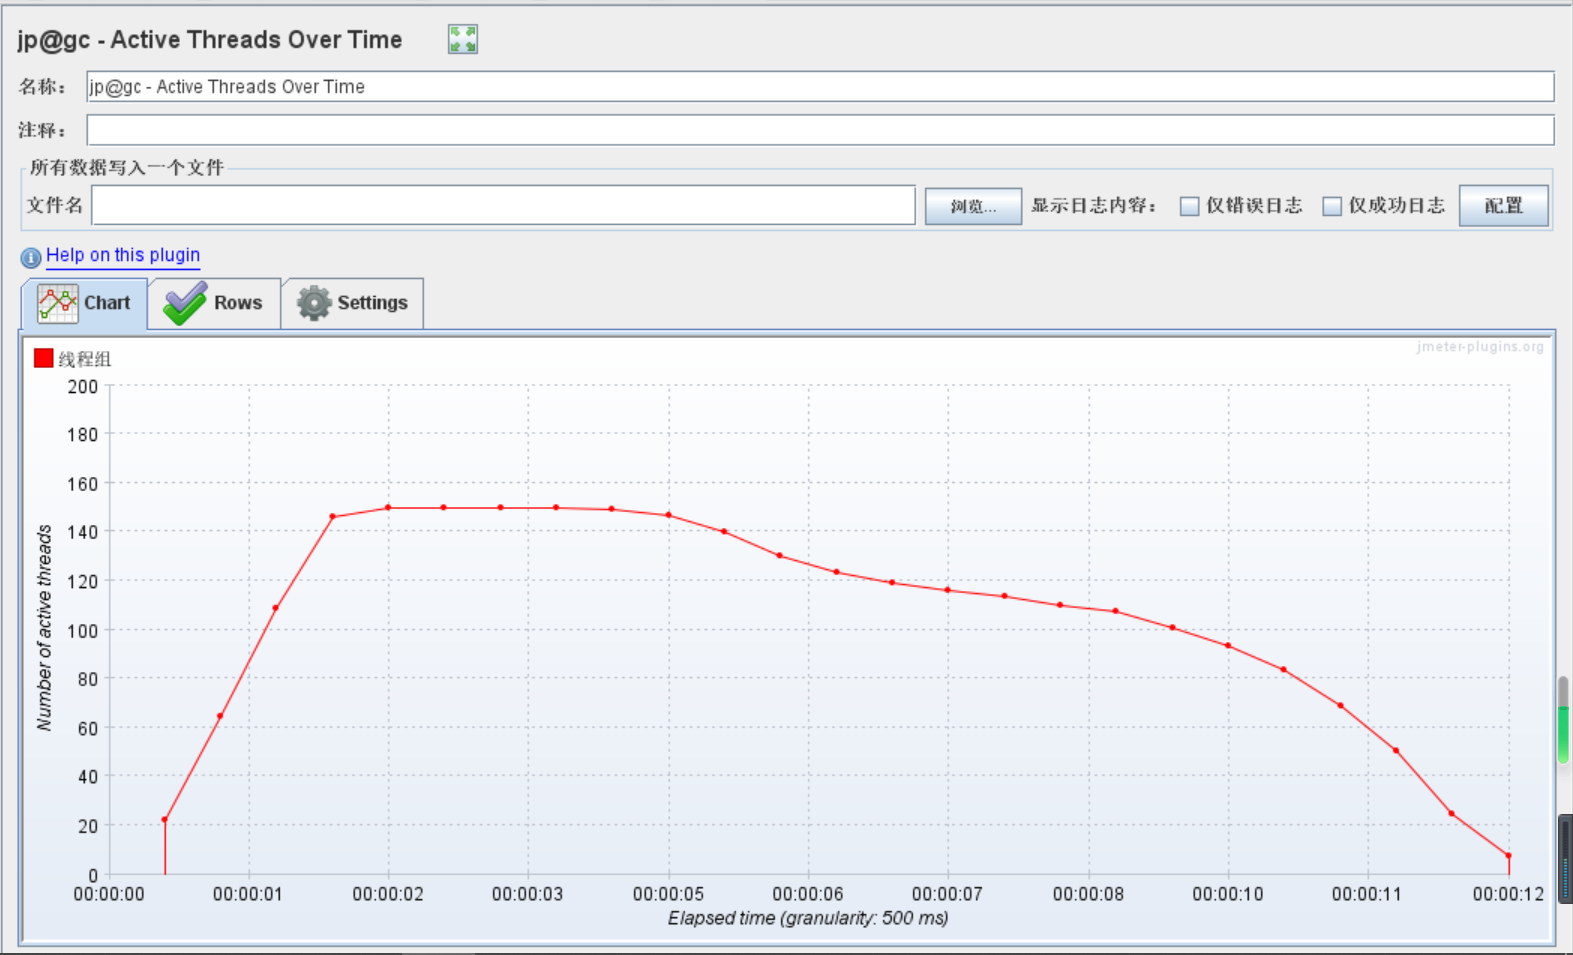 jp@gc - Active Threads Over Time
名称： jp@gc - Active Threads Over Time
注释：
所有数据写入一个文件
文件名 浏览... 显示日志内容： 仅错误日志 仅成功日志 配置
Help on this plugin
Chart Rows Settings
线程组 jmeter-plugins.org
200
180
160
140
120
100
80
60
40
20
0
Number of active threads
00:00:00 00:00:01 00:00:02 00:00:03 00:00:05 00:00:06 00:00:07 00:00:08 00:00:10 00:00:11 00:00:12
Elapsed time (granularity: 500 ms)